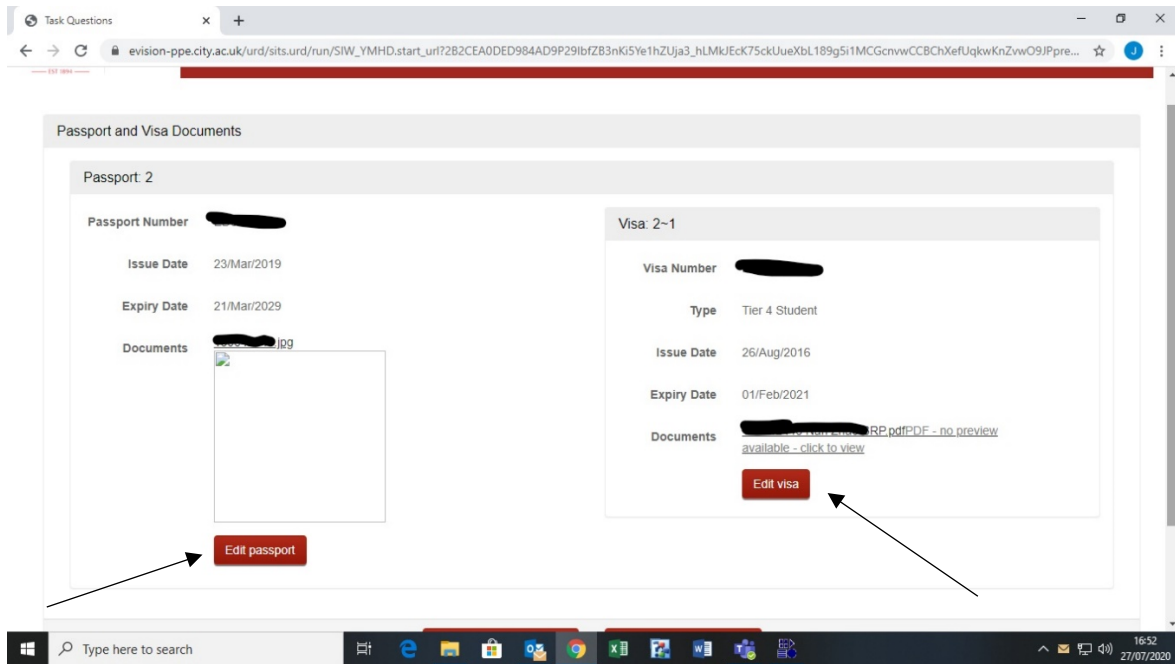 Task Questions
evision-ppe.city.ac.uk/urd/sits.urd/run/SIW_YMHD.start_url?2B2CEA0DED984AD9P29IbfZB3nKi5Ye1hZUja3_hLMkJEcK75ckUueXbL189g5i1MCGcnvwCCBChXefUqkwKnZvwO9JPpre...
J
EST 1894
Passport and Visa Documents
Passport: 2
Passport Number
Issue Date 23/Mar/2019
Expiry Date 21/Mar/2029
Documents .jpg
Edit passport
Visa: 2~1
Visa Number
Type Tier 4 Student
Issue Date 26/Aug/2016
Expiry Date 01/Feb/2021
Documents RP.pdfPDF - no preview
available - click to view
Edit visa
Type here to search
16:52
27/07/2020